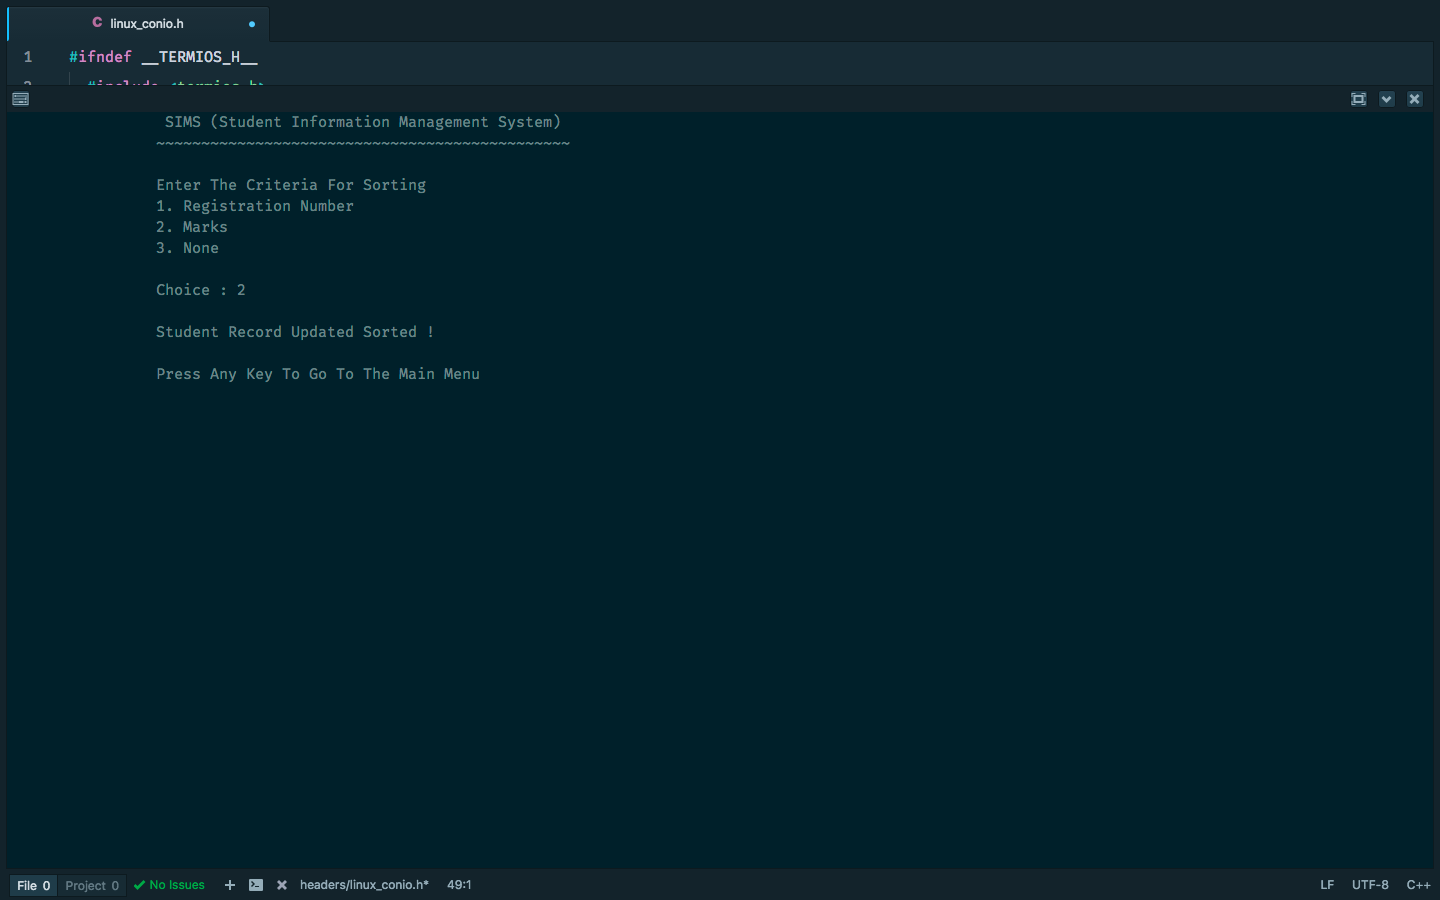 linux_conio.h
1 #ifndef __TERMIOS_H__
#include <termios.h>
SIMS (Student Information Management System)
~~~~~~~~~~~~~~~~~~~~~~~~~~~~~~~~~~~~~~~~~~~~~~
Enter The Criteria For Sorting
1. Registration Number
2. Marks
3. None
Choice : 2
Student Record Updated Sorted !
Press Any Key To Go To The Main Menu
File 0 Project 0 No Issues headers/linux_conio.h* 49:1 LF UTF-8 C++